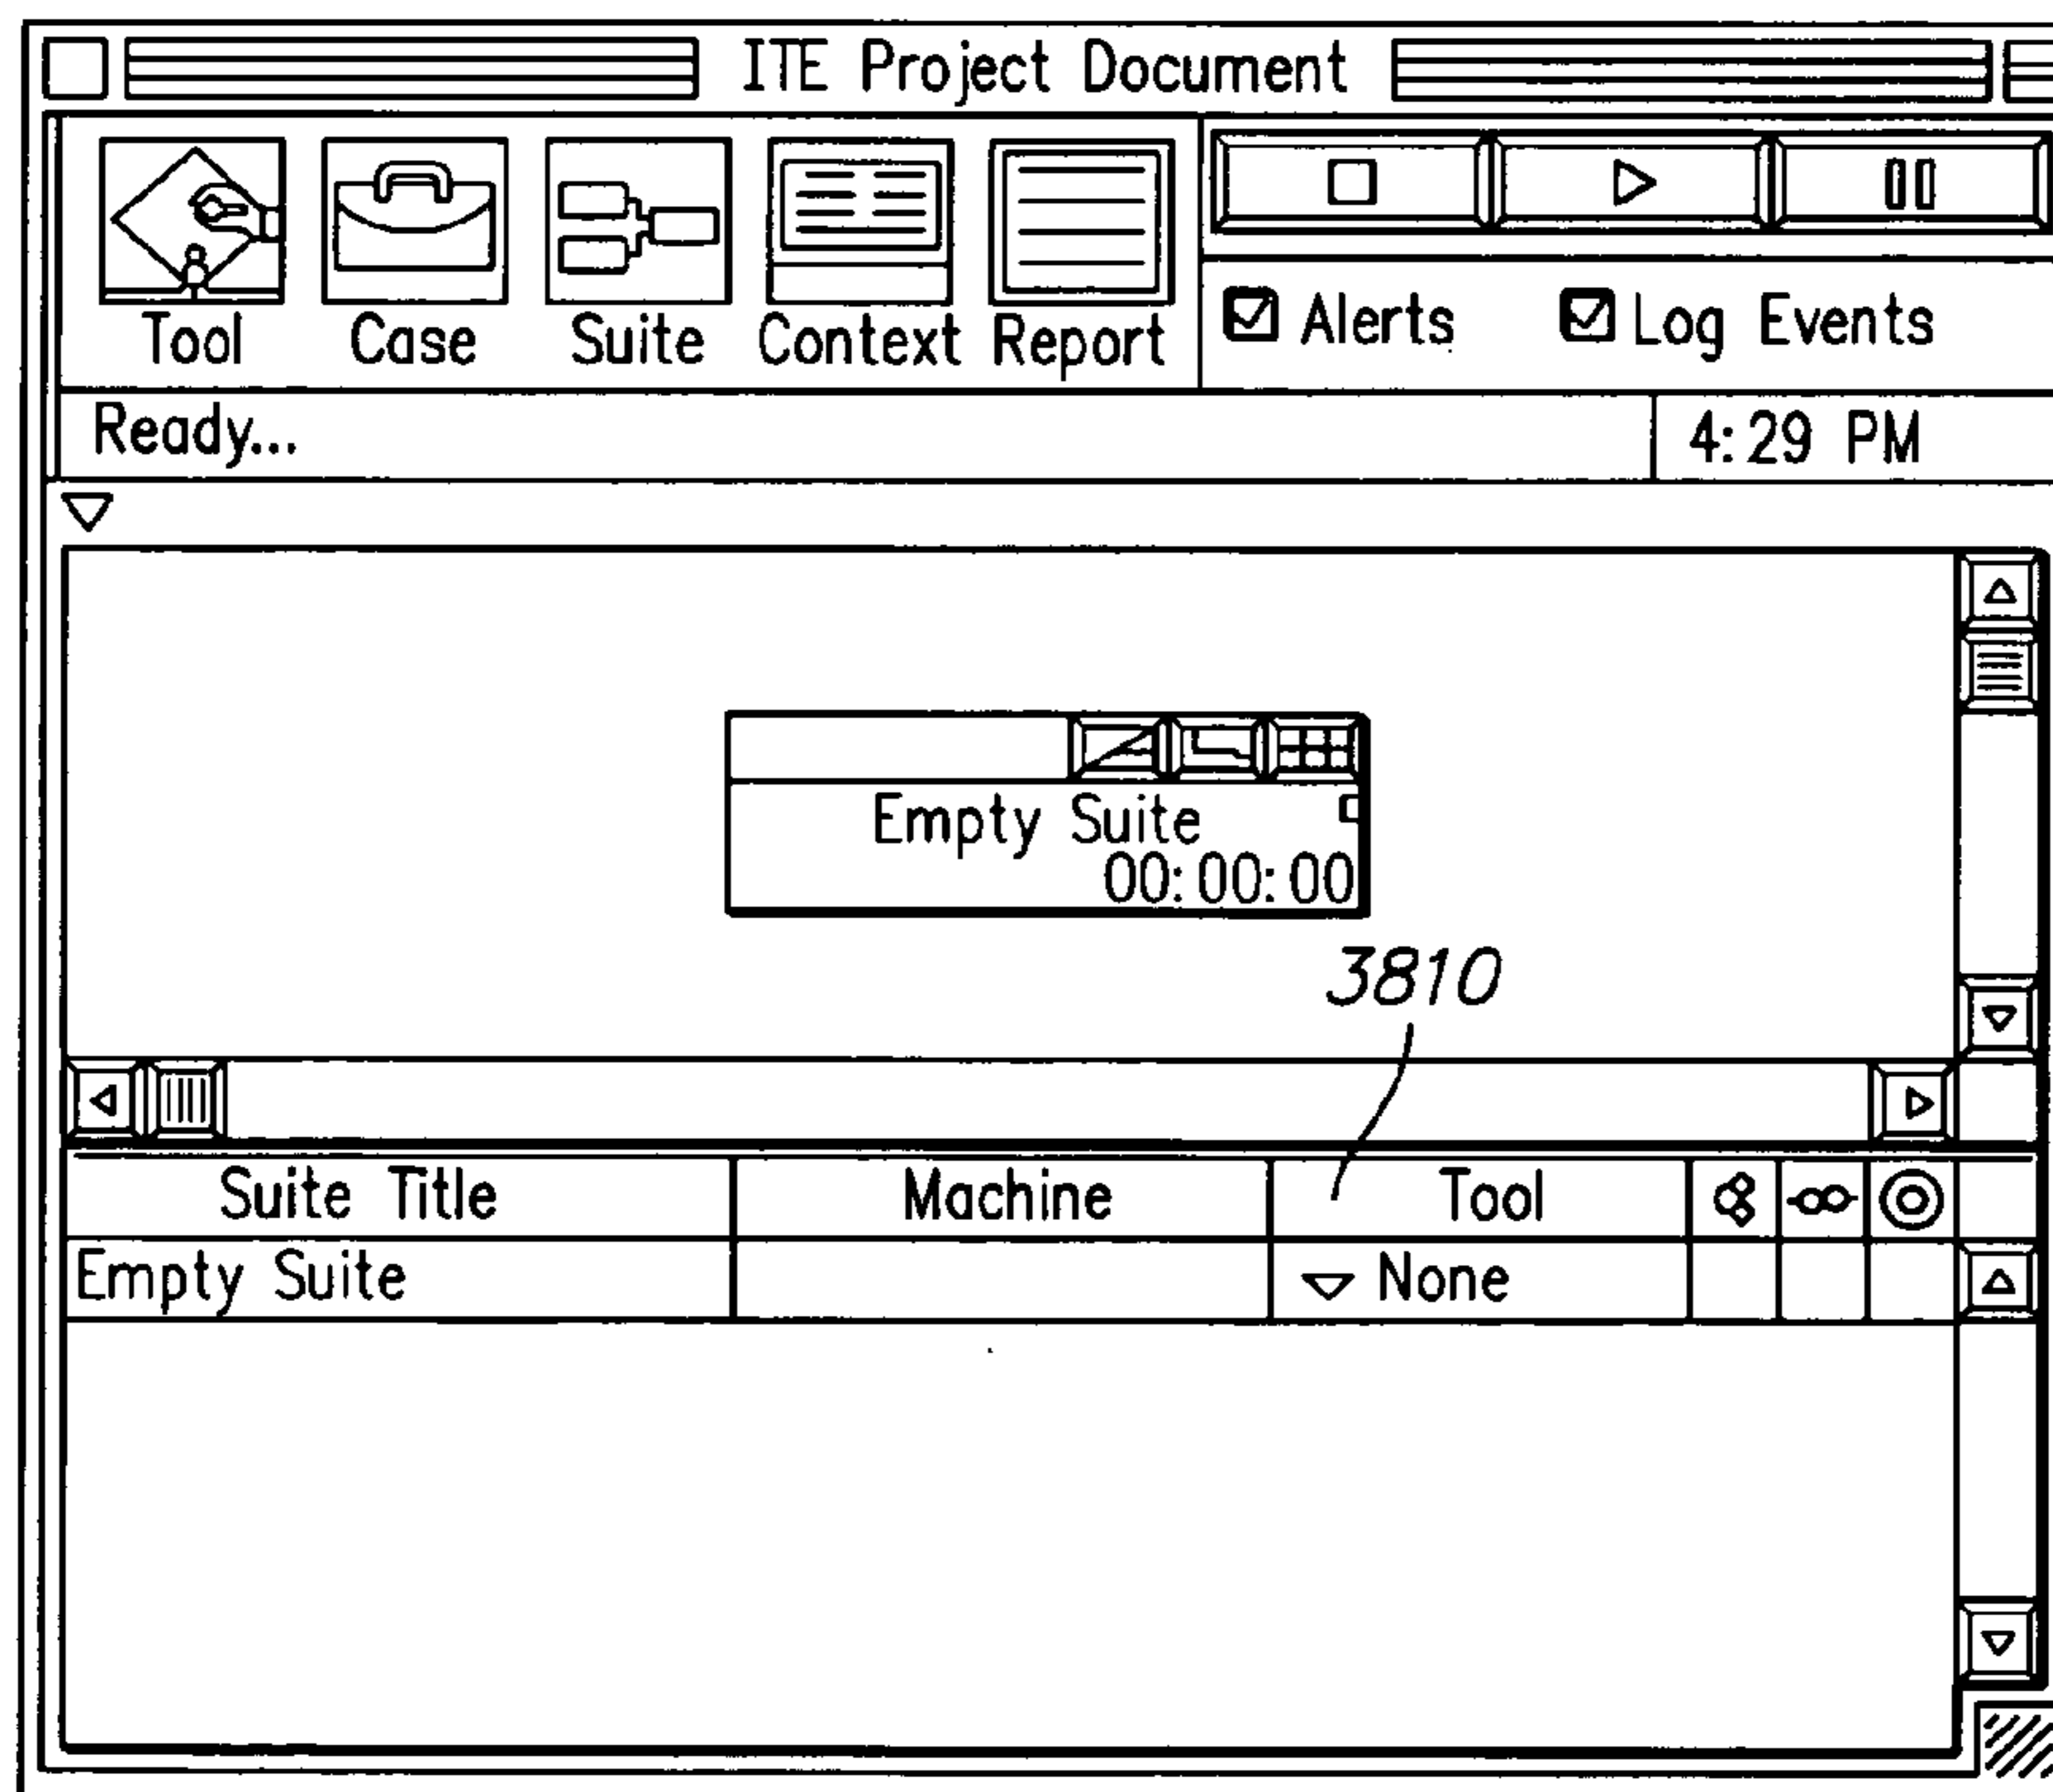 ITE Project Document
Tool Case Suite Context Report
Alerts Log Events
Ready... 4:29 PM
Empty Suite
00:00:00
3810
Suite Title Machine Tool
Empty Suite None